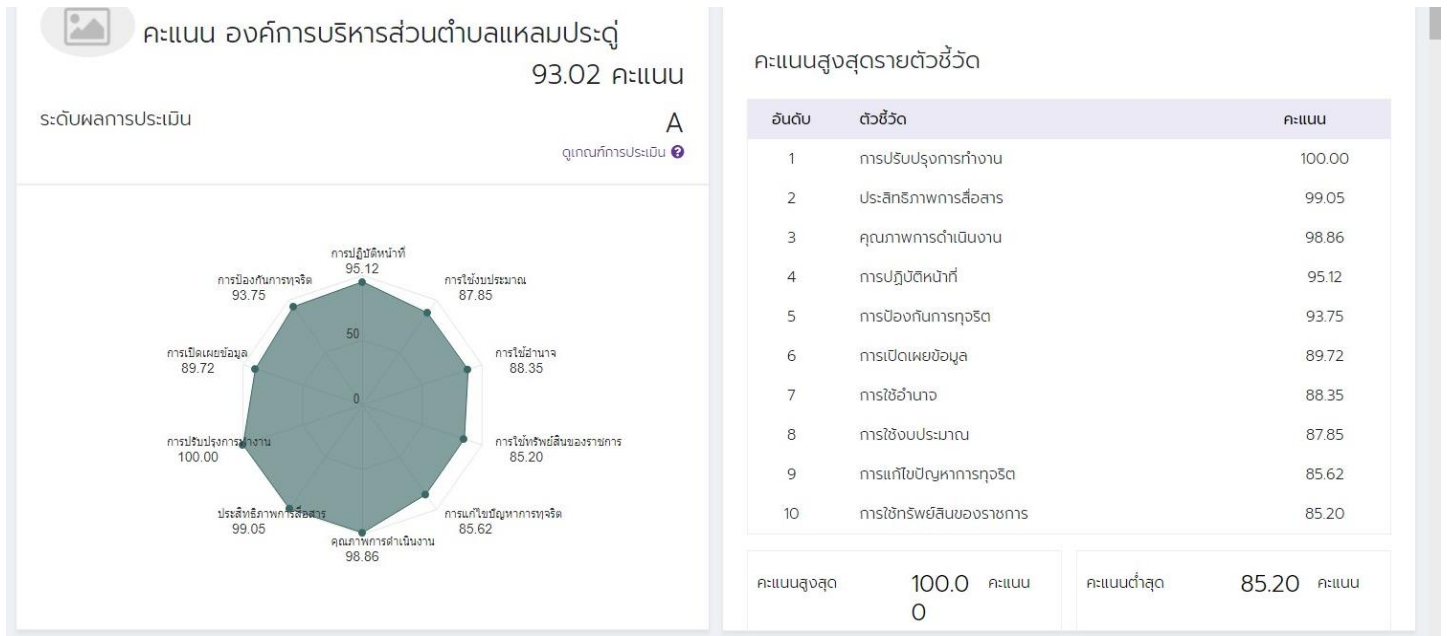 คะแนน องค์การบริหารส่วนตำบลแหลมประดู่
93.02 คะแนน
ระดับผลการประเมิน
A
ดูเกณฑ์การประเมิน
การปฏิบัติหน้าที่
95.12
การป้องกันการทุจริต
93.75
การใช้งบประมาณ
87.85
50
การเปิดเผยข้อมูล
89.72
การใช้อำนาจ
88.35
0
การปรับปรุงการทำงาน
100.00
การใช้ทรัพย์สินของราชการ
85.20
ประสิทธิภาพการสื่อสาร
99.05
การแก้ไขปัญหาการทุจริต
85.62
คุณภาพการดำเนินงาน
98.86
คะแนนสูงสุดรายตัวชี้วัด
อันดับ ตัวชี้วัด คะแนน
1 การปรับปรุงการทำงาน 100.00
2 ประสิทธิภาพการสื่อสาร 99.05
3 คุณภาพการดำเนินงาน 98.86
4 การปฏิบัติหน้าที่ 95.12
5 การป้องกันการทุจริต 93.75
6 การเปิดเผยข้อมูล 89.72
7 การใช้อำนาจ 88.35
8 การใช้งบประมาณ 87.85
9 การแก้ไขปัญหาการทุจริต 85.62
10 การใช้ทรัพย์สินของราชการ 85.20
คะแนนสูงสุด 100.0 คะแนน
0
คะแนนต่ำสุด 85.20 คะแนน